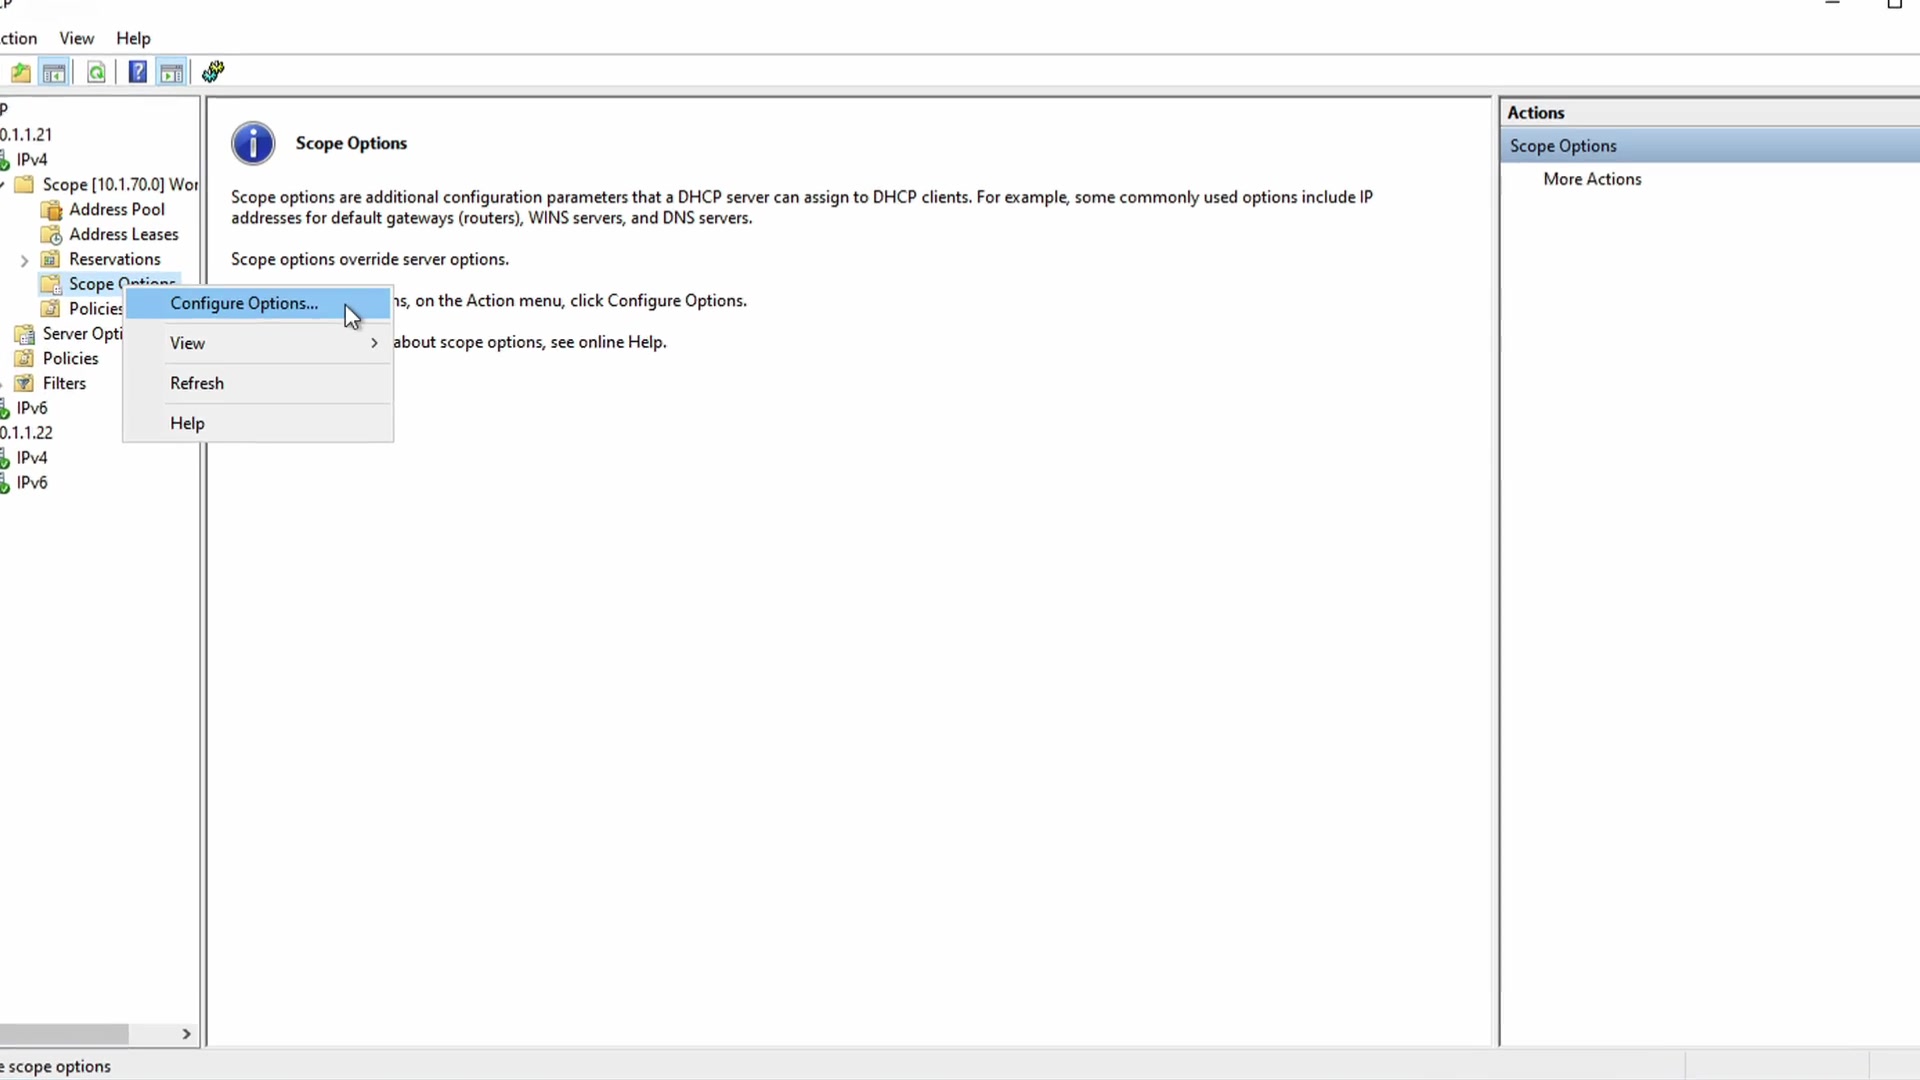 ction View Help
P
0.1.1.21
IPv4
Scope [10.1.70.0] Wor
Address Pool
Address Leases
Reservations
Scope Options
Policies
Server Opti
Policies
Filters
IPv6
0.1.1.22
IPv4
IPv6
Configure Options...
View
Refresh
Help
Scope Options
Scope options are additional configuration parameters that a DHCP server can assign to DHCP clients. For example, some commonly used options include IP
addresses for default gateways (routers), WINS servers, and DNS servers.
Scope options override server options.
ns, on the Action menu, click Configure Options.
about scope options, see online Help.
Actions
Scope Options
More Actions
e scope options